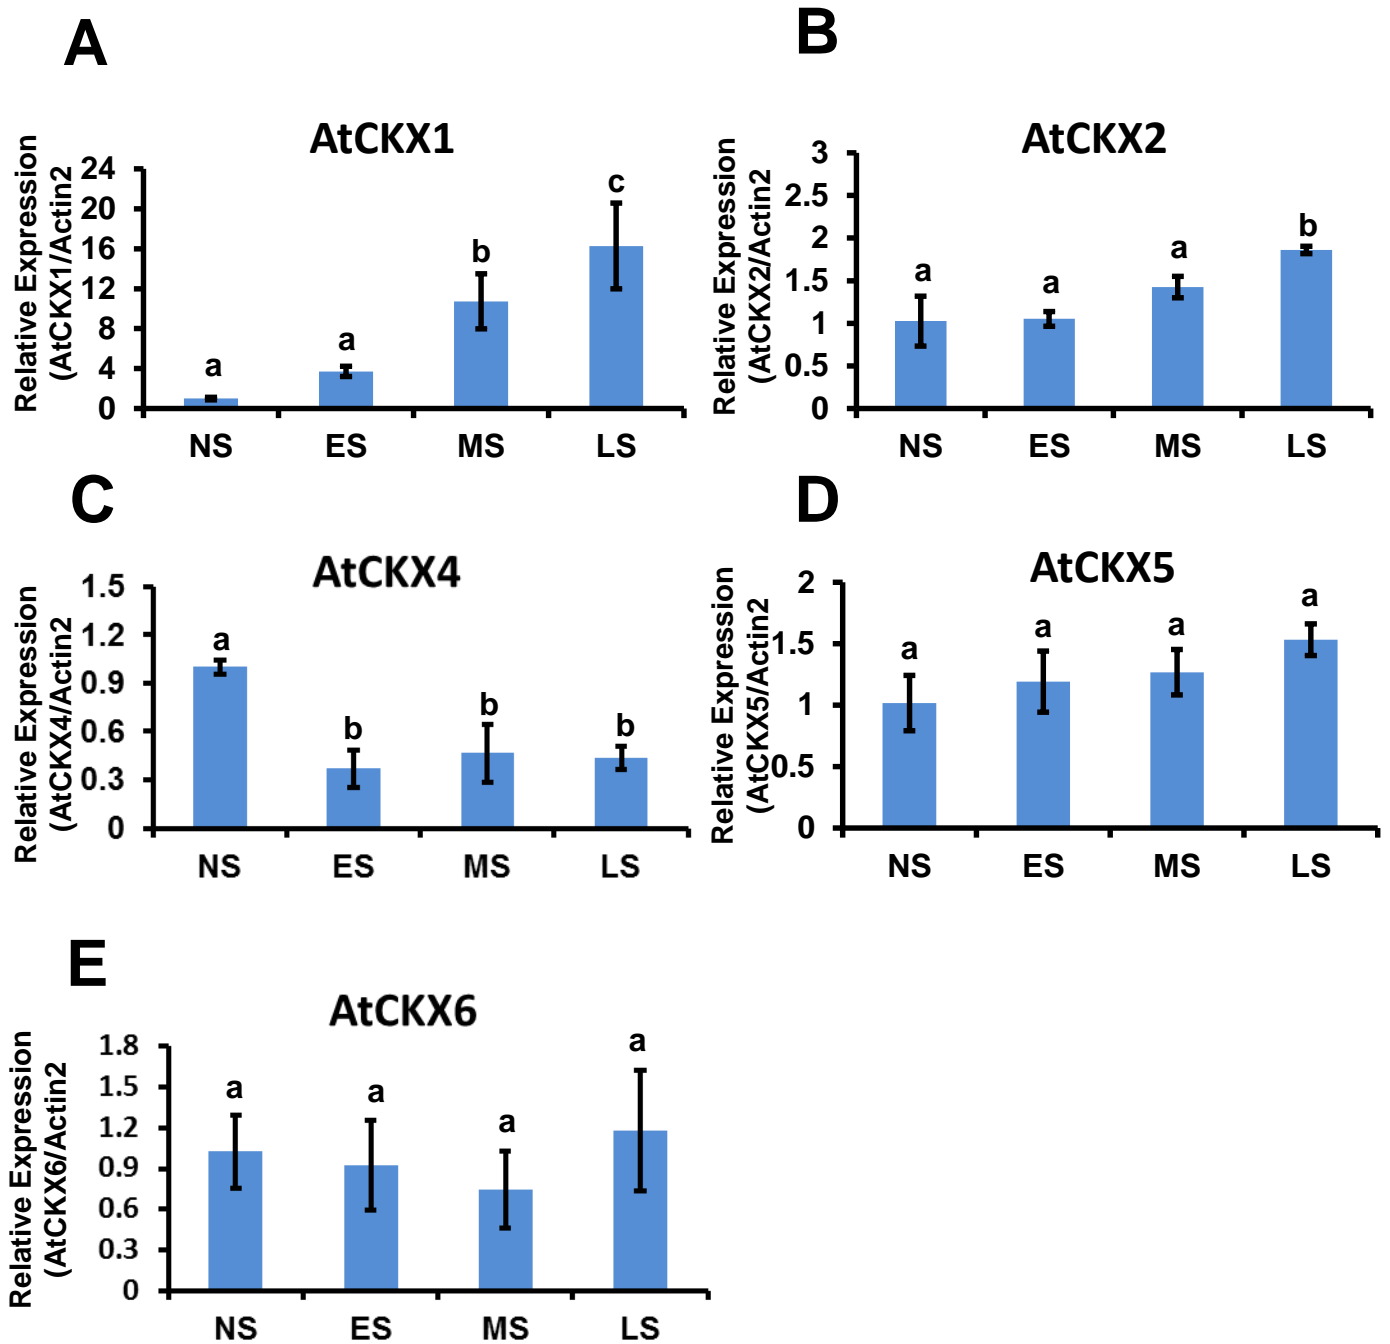 A
AtCKX1
Relative Expression
(AtCKX1/Actin2
24
20
16
12
8
4
0
a
a
b
c
NS ES MS LS
B
AtCKX2
Relative Expression
(AtCKX2/Actin2
3
2.5
2
1.5
1
0.5
0
a
a
a
b
NS ES MS LS
C
AtCKX4
Relative Expression
(AtCKX4/Actin2
1.5
1.2
0.9
0.6
0.3
0
a
b
b
b
NS ES MS LS
D
AtCKX5
Relative Expression
(AtCKX5/Actin2
2
1.5
1
0.5
0
a
a
a
a
NS ES MS LS
E
AtCKX6
Relative Expression
(AtCKX6/Actin2
1.8
1.5
1.2
0.9
0.6
0.3
0
a
a
a
a
NS ES MS LS